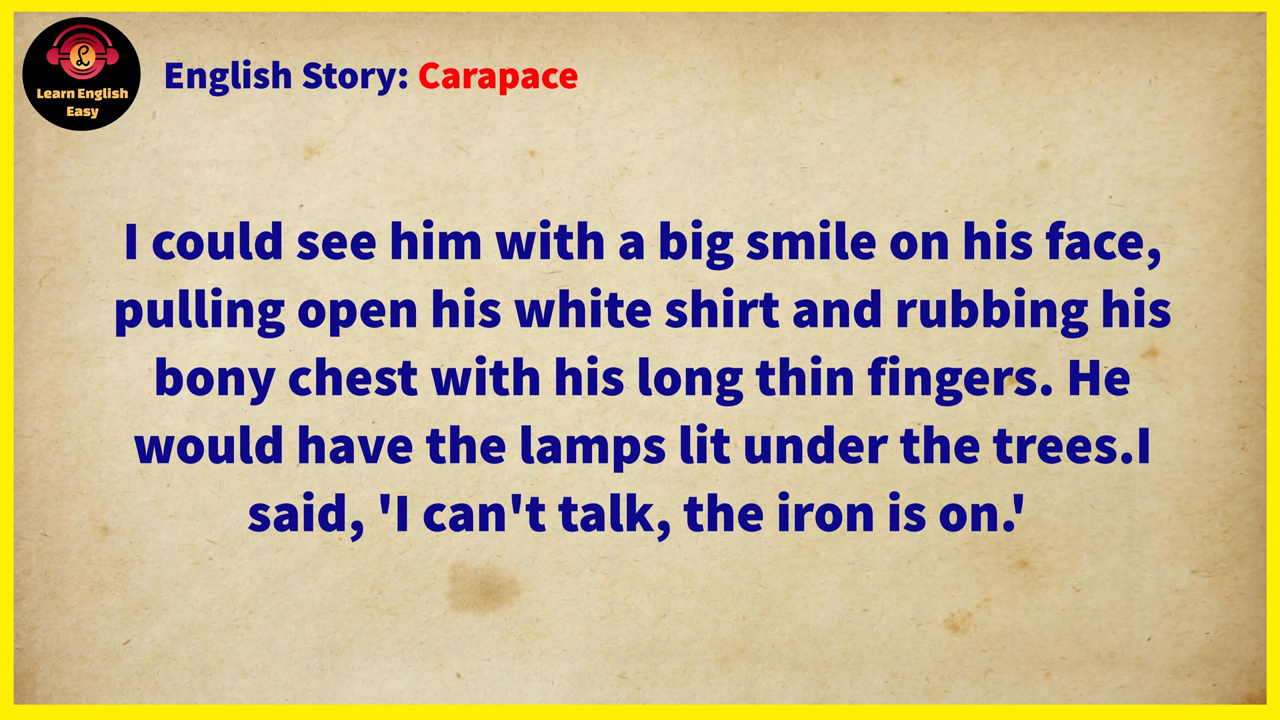 Learn English
Easy
English Story: Carapace
I could see him with a big smile on his face,
pulling open his white shirt and rubbing his
bony chest with his long thin fingers. He
would have the lamps lit under the trees.I
said, 'I can't talk, the iron is on.'